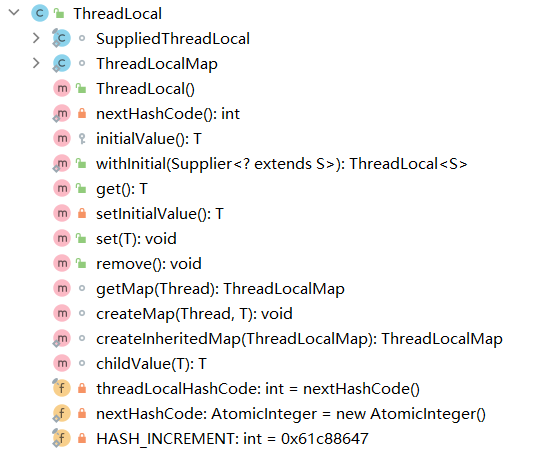 ThreadLocal
SuppliedThreadLocal
ThreadLocalMap
ThreadLocal()
nextHashCode(): int
initialValue(): T
withInitial(Supplier<? extends S>): ThreadLocal<S>
get(): T
setInitialValue(): T
set(T): void
remove(): void
getMap(Thread): ThreadLocalMap
createMap(Thread, T): void
createInheritedMap(ThreadLocalMap): ThreadLocalMap
childValue(T): T
threadLocalHashCode: int = nextHashCode()
nextHashCode: AtomicInteger = new AtomicInteger()
HASH_INCREMENT: int = 0x61c88647